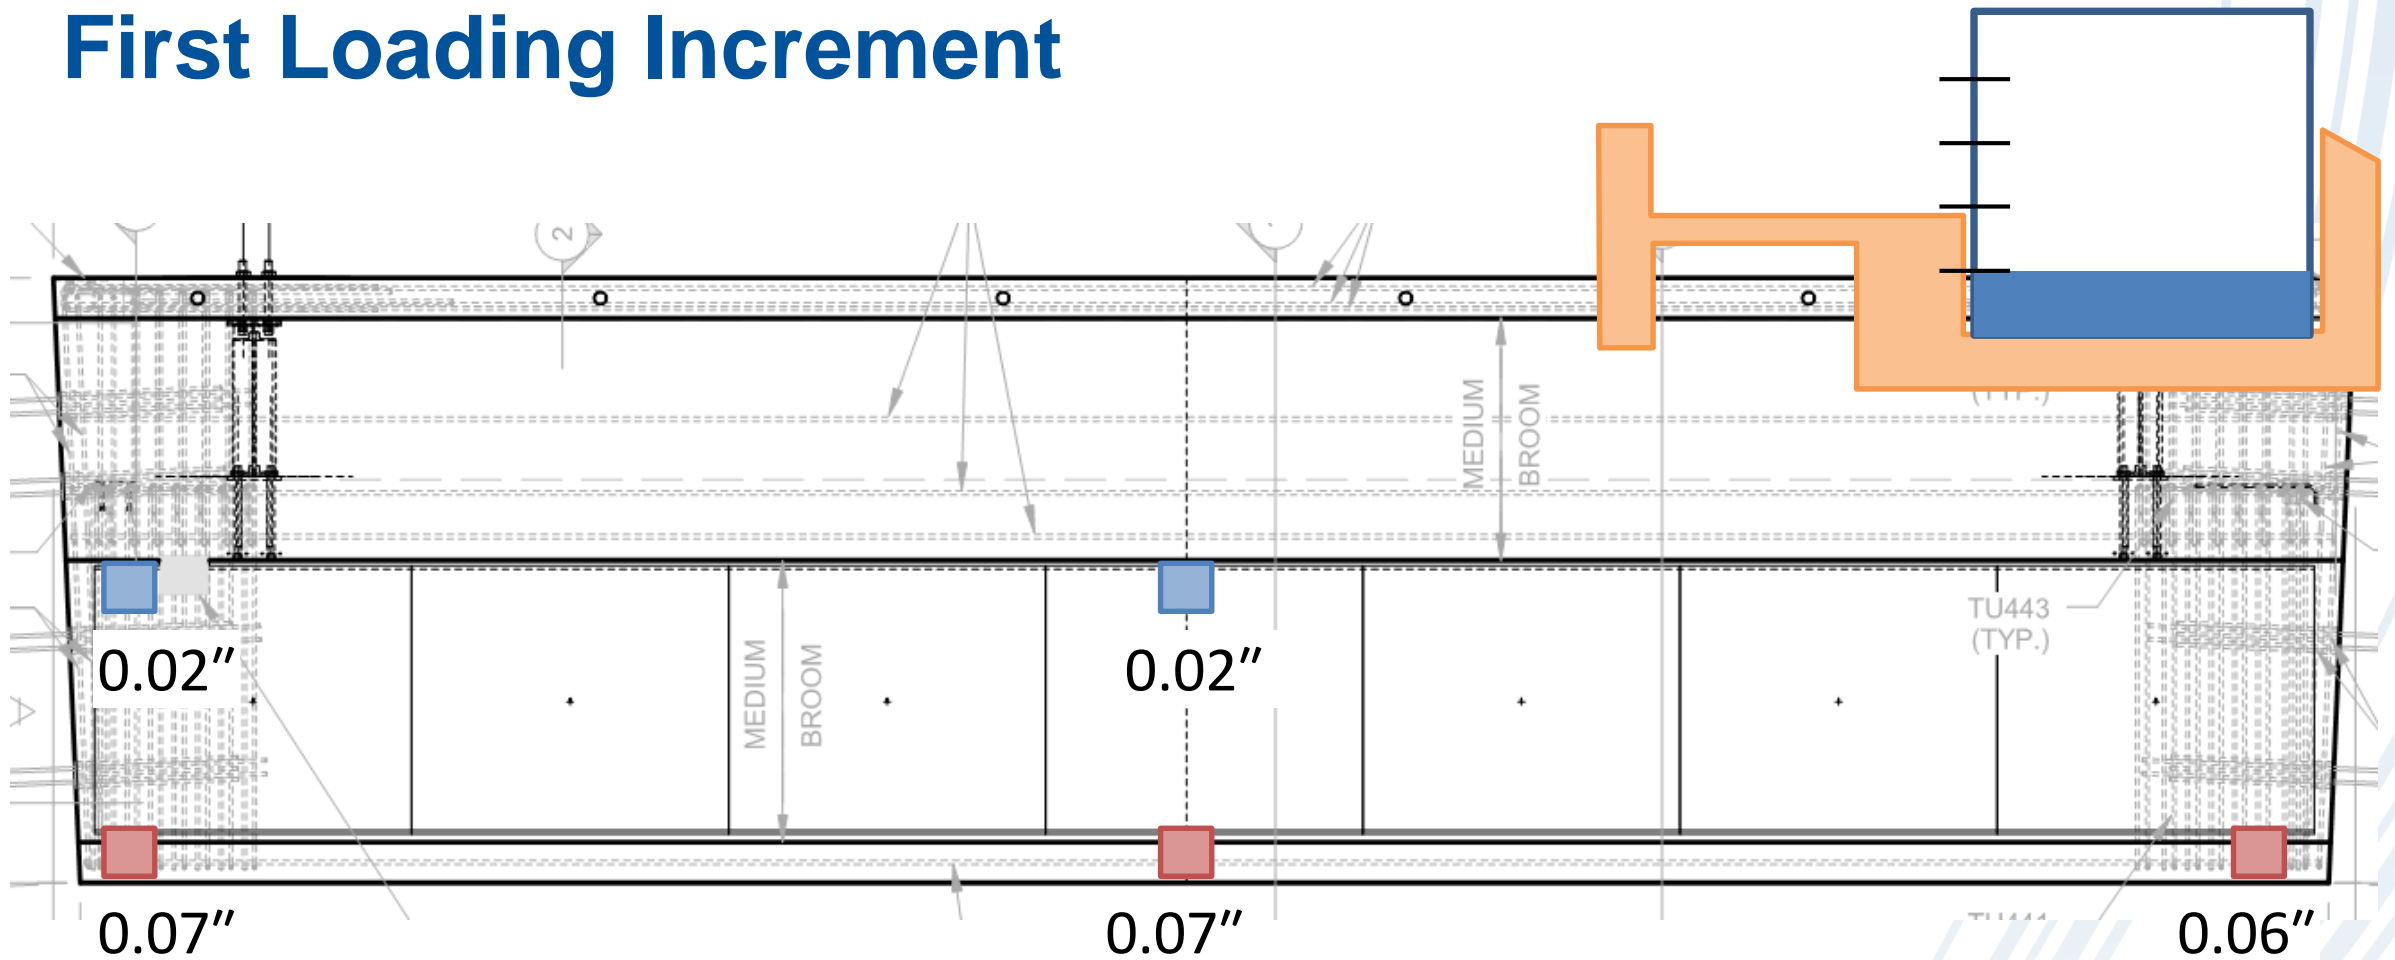 First Loading Increment
2
MEDIUM
BROOM
TU443
(TYP.)
0.02″
0.02″
MEDIUM
BROOM
0.07″
0.07″
0.06″